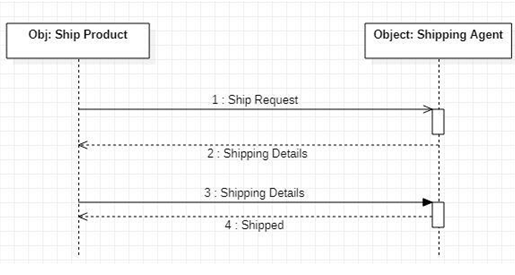 Obj: Ship Product
Object: Shipping Agent
1 : Ship Request
2 : Shipping Details
3 : Shipping Details
4 : Shipped